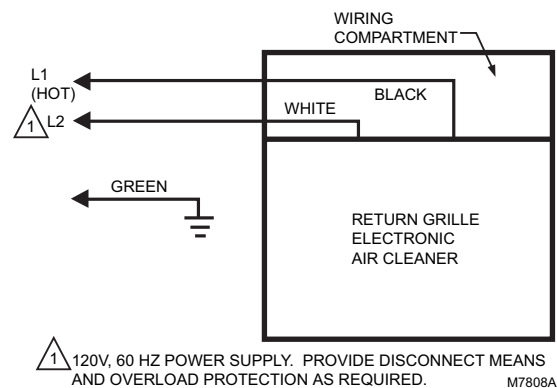 WIRING
COMPARTMENT
L1
(HOT)
BLACK
WHITE
1 L2
GREEN
RETURN GRILLE
ELECTRONIC
AIR CLEANER
1 120V, 60 HZ POWER SUPPLY. PROVIDE DISCONNECT MEANS
AND OVERLOAD PROTECTION AS REQUIRED.
M7808A